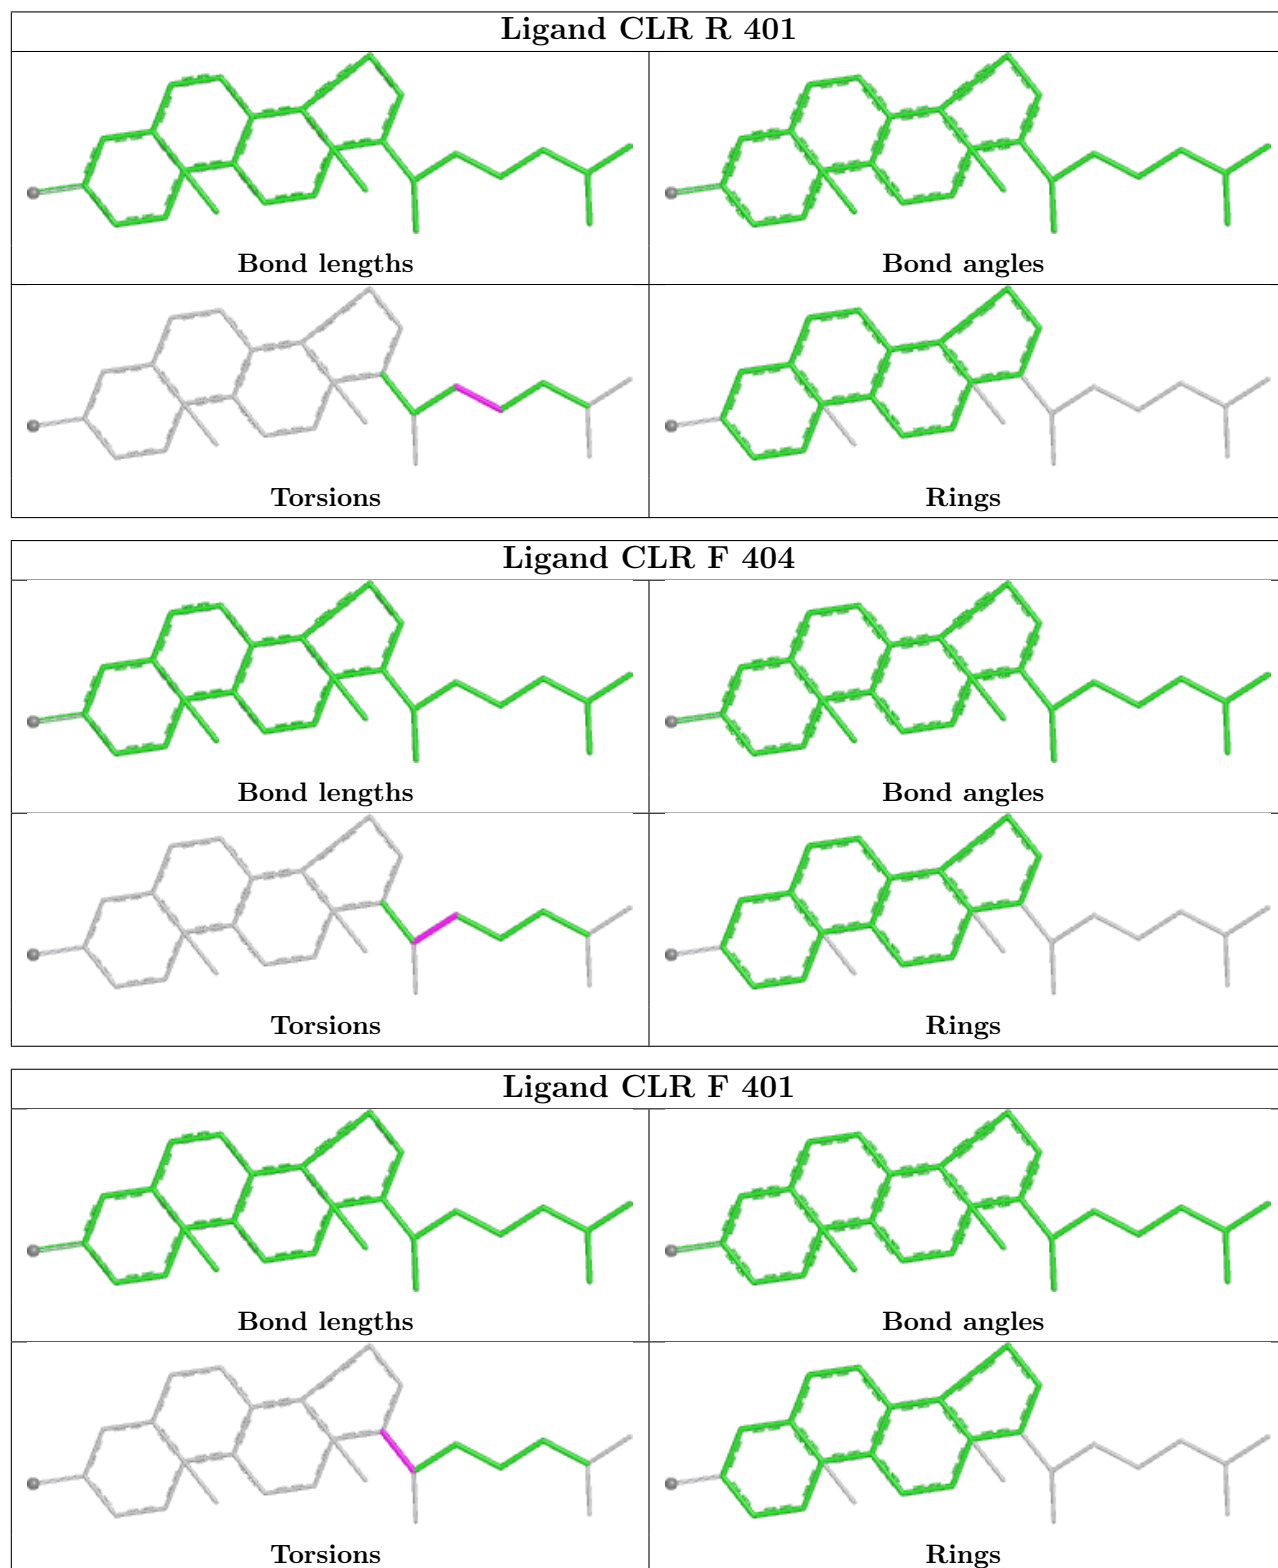 Ligand CLR R 401
Bond lengths
Bond angles
Torsions
Rings
Ligand CLR F 404
Bond lengths
Bond angles
Torsions
Rings
Ligand CLR F 401
Bond lengths
Bond angles
Torsions
Rings